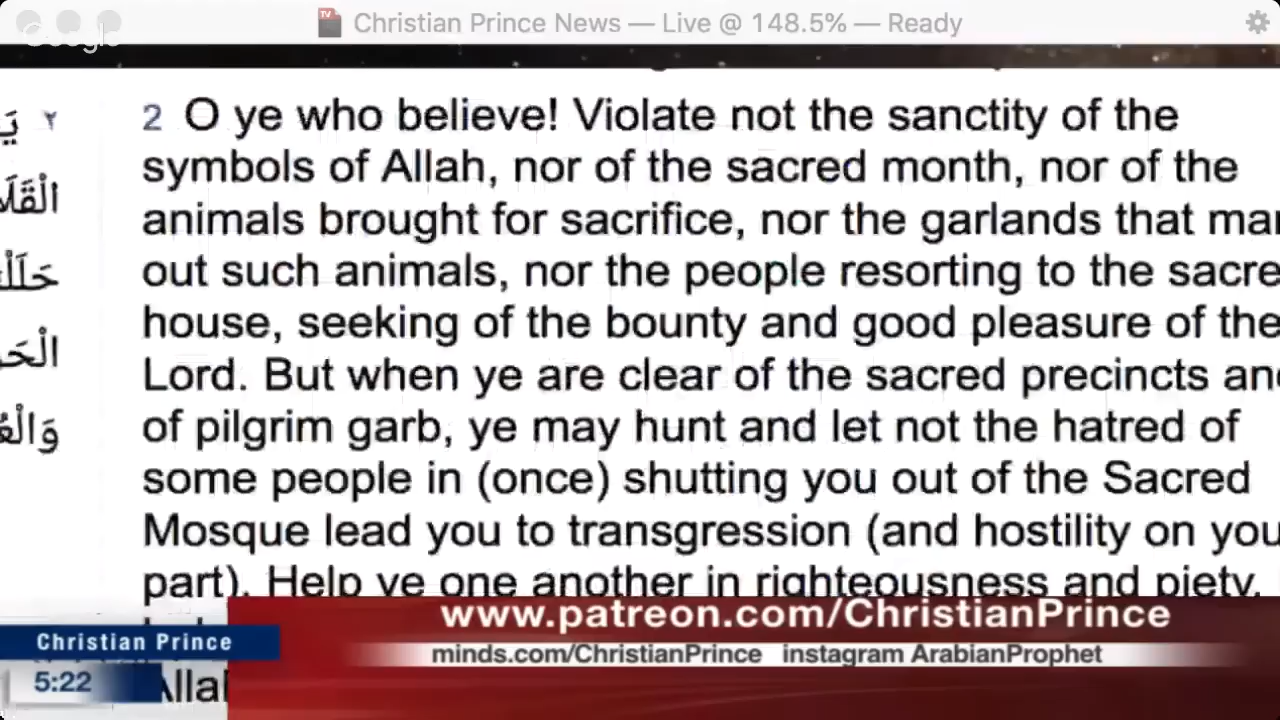 Christian Prince News — Live @ 148.5% — Ready
Google
2 O ye who believe! Violate not the sanctity of the
symbols of Allah, nor of the sacred month, nor of the
animals brought for sacrifice, nor the garlands that mar
out such animals, nor the people resorting to the sacre
house, seeking of the bounty and good pleasure of the
Lord. But when ye are clear of the sacred precincts and
of pilgrim garb, ye may hunt and let not the hatred of
some people in (once) shutting you out of the Sacred
Mosque lead you to transgression (and hostility on you
part). Help ye one another in righteousness and piety,
Allah
٢
www.patreon.com/ChristianPrince
Christian Prince
minds.com/ChristianPrince instagram ArabianProphet
5:22